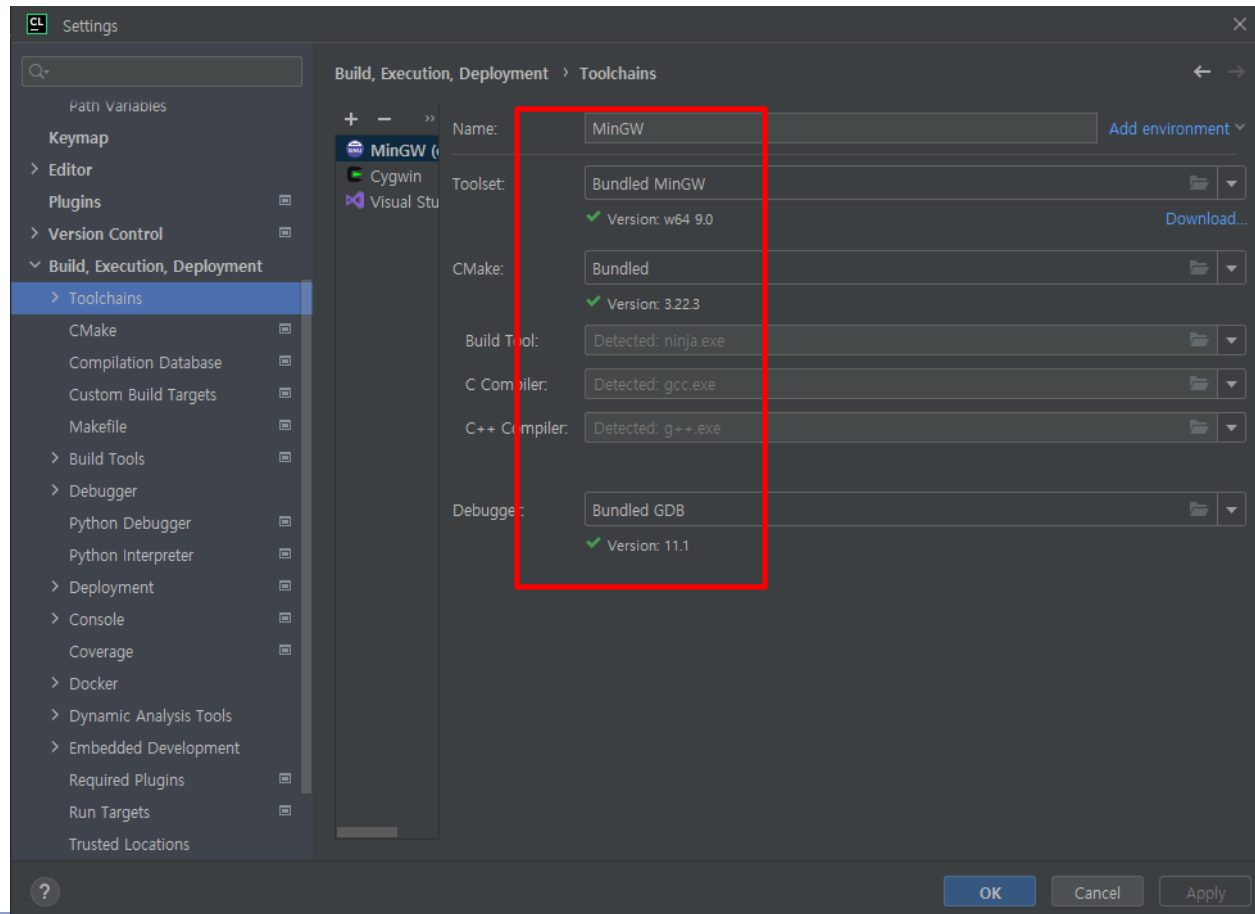 CL Settings
Build, Execution, Deployment › Toolchains
Path Variables
Keymap
Editor
Plugins
Version Control
Build, Execution, Deployment
Toolchains
CMake
Compilation Database
Custom Build Targets
Makefile
Build Tools
Debugger
Python Debugger
Python Interpreter
Deployment
Console
Coverage
Docker
Dynamic Analysis Tools
Embedded Development
Required Plugins
Run Targets
Trusted Locations
+ − »
MinGW (
Cygwin
Visual Stu
Name: MinGW Add environment
Toolset: Bundled MinGW
Version: w64 9.0 Download...
CMake: Bundled
Version: 3.22.3
Build Tool: Detected: ninja.exe
C Compiler: Detected: gcc.exe
C++ Compiler: Detected: g++.exe
Debugger: Bundled GDB
Version: 11.1
? OK Cancel Apply